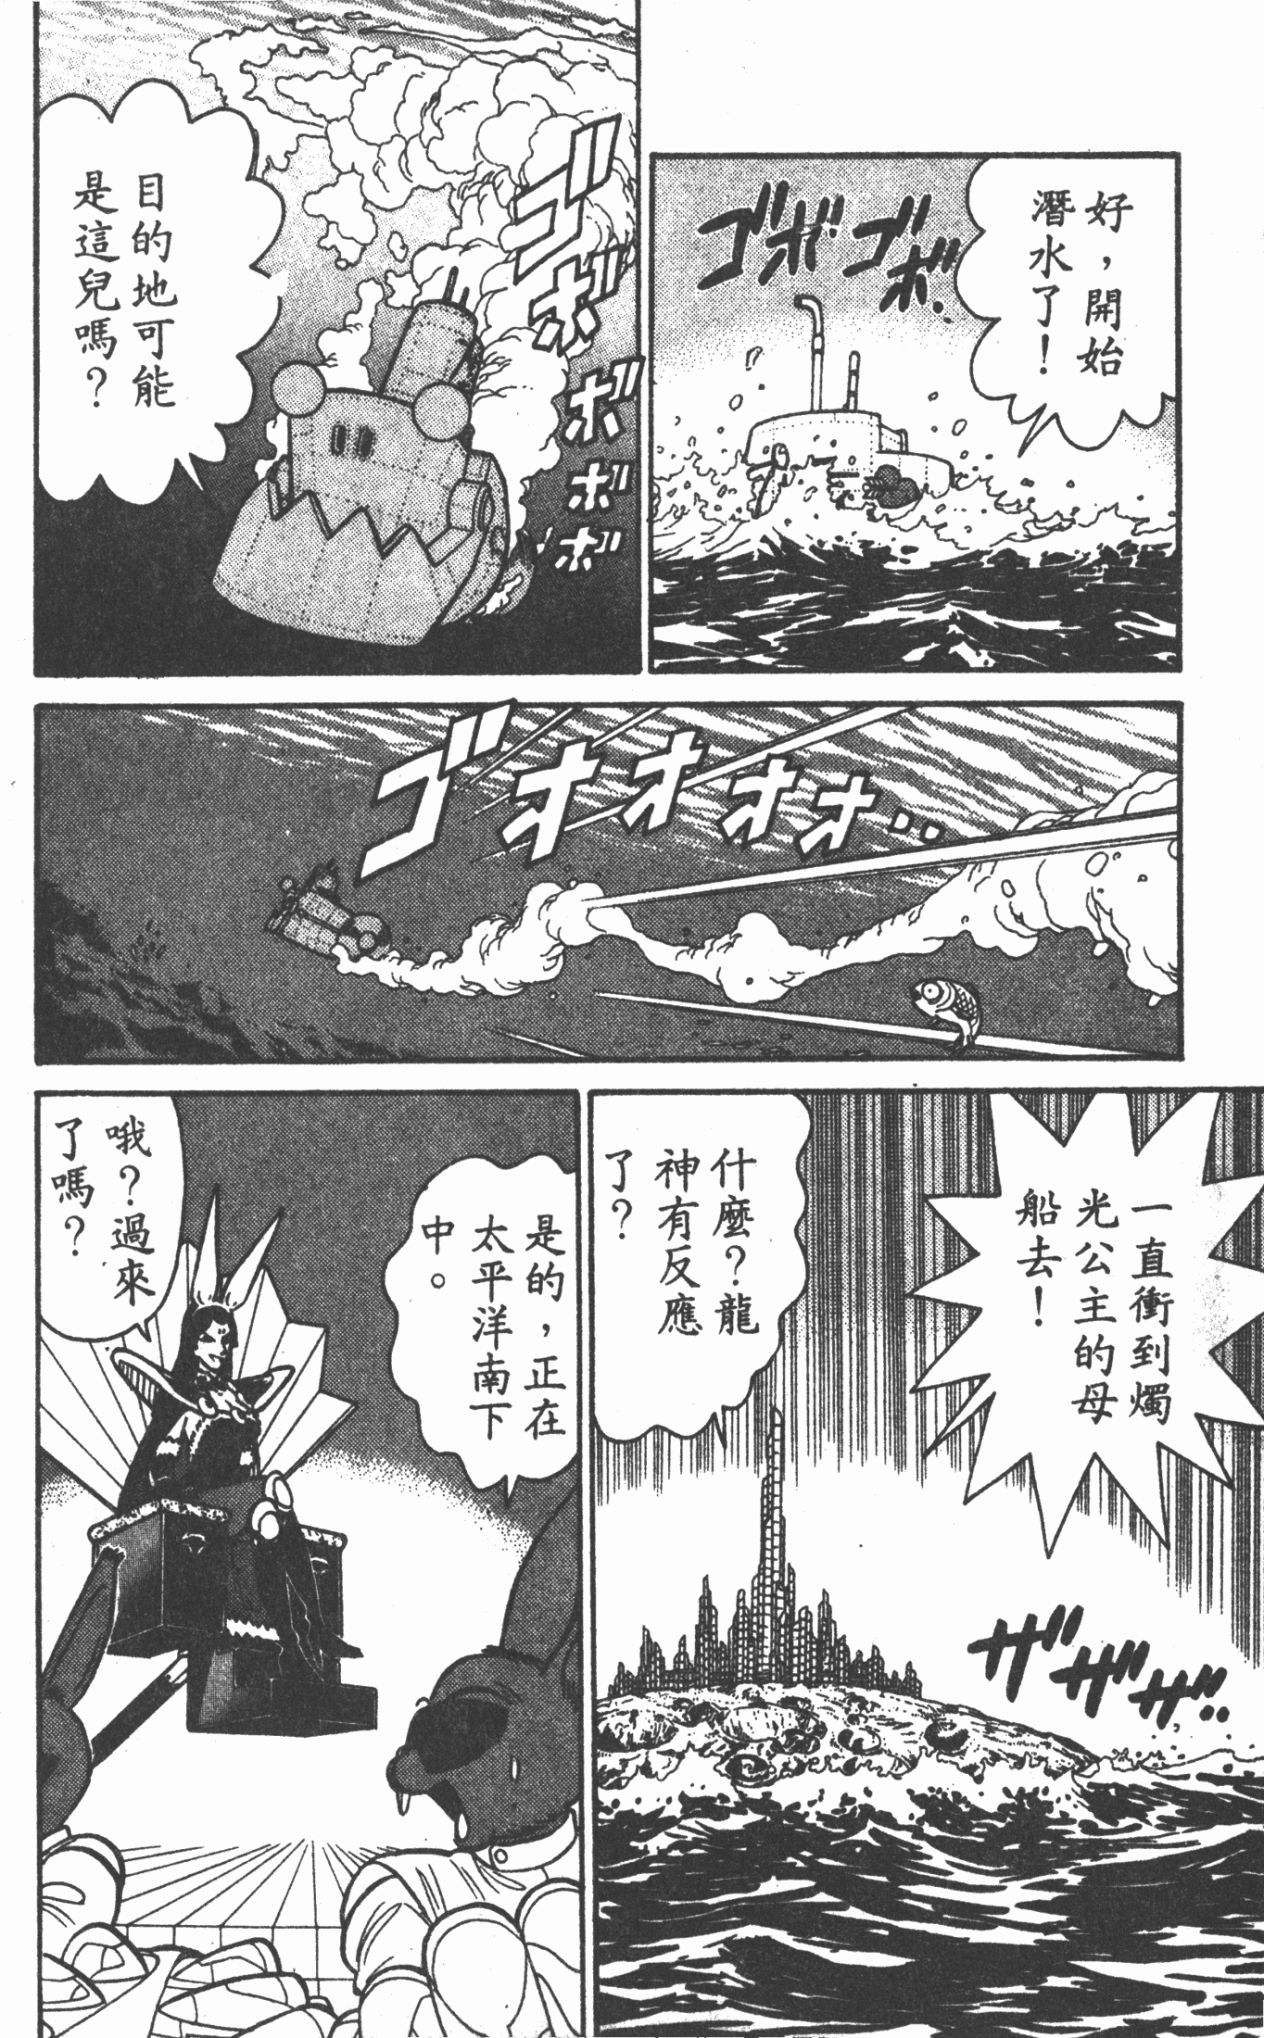 好，開始
潛水了！
ゴボゴボ
目的地可能
是這兒嗎？
ゴボボボボ
ゴオオオオ・・
一直衝到燭
光公主的母
船去！
ザザザ・・
什麼？龍
神有反應
了？
是的，正在
太平洋南下
中。
哦？過來
了嗎？